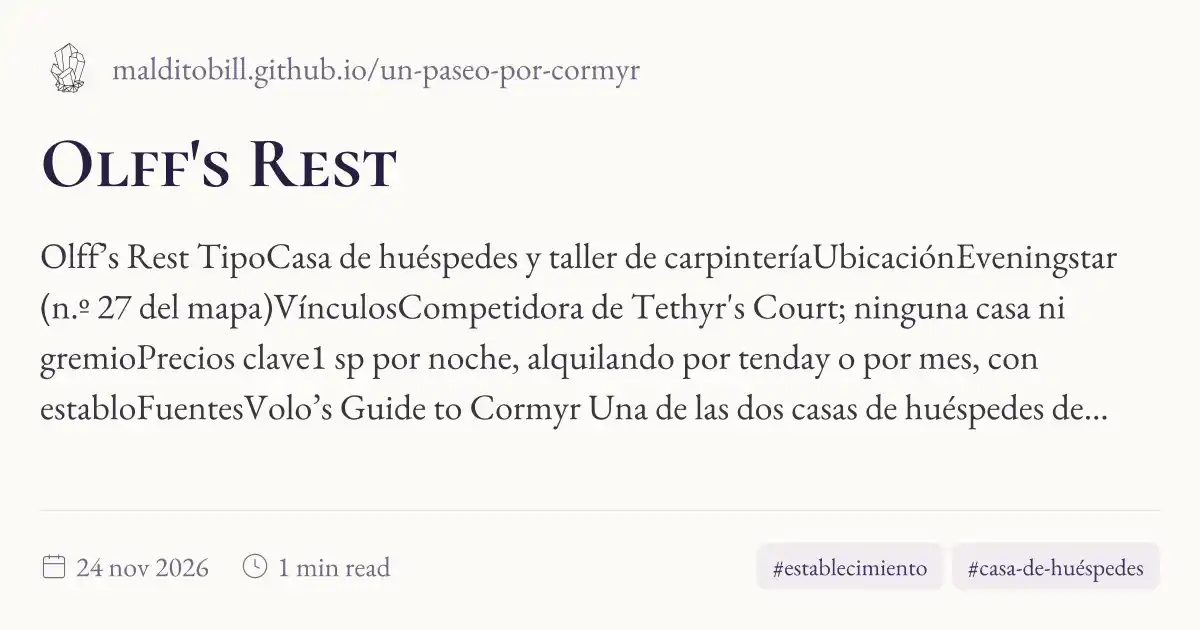 malditobill.github.io/un-paseo-por-cormyr
Olff's Rest
Olff’s Rest TipoCasa de huéspedes y taller de carpinteríaUbicaciónEveningstar
(n.º 27 del mapa)VínculosCompetidora de Tethyr's Court; ninguna casa ni
gremioPrecios clave1 sp por noche, alquilando por tenday o por mes, con
establoFuentesVolo’s Guide to Cormyr Una de las dos casas de huéspedes de...
24 nov 2026 1 min read #establecimiento #casa-de-huéspedes